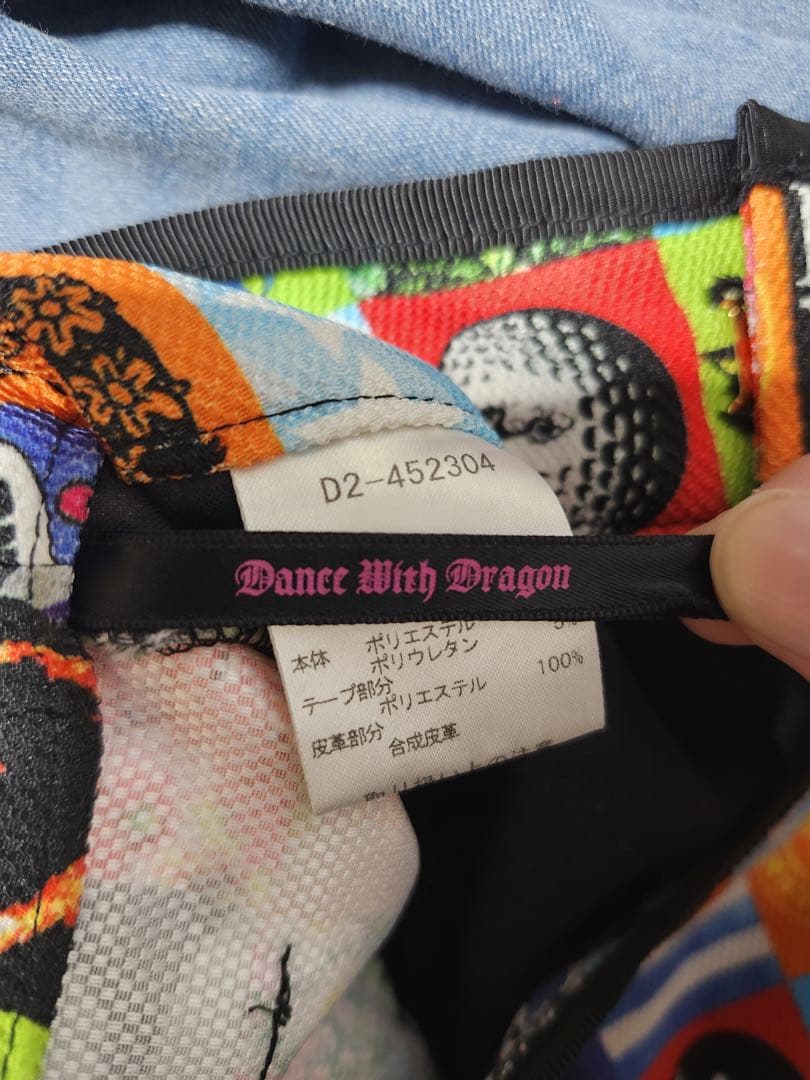 D2-452304
Dance With Dragon
本体 ポリエステル 5%
ポリウレタン
テープ部分
ポリエステル 100%
皮革部分 合成皮革